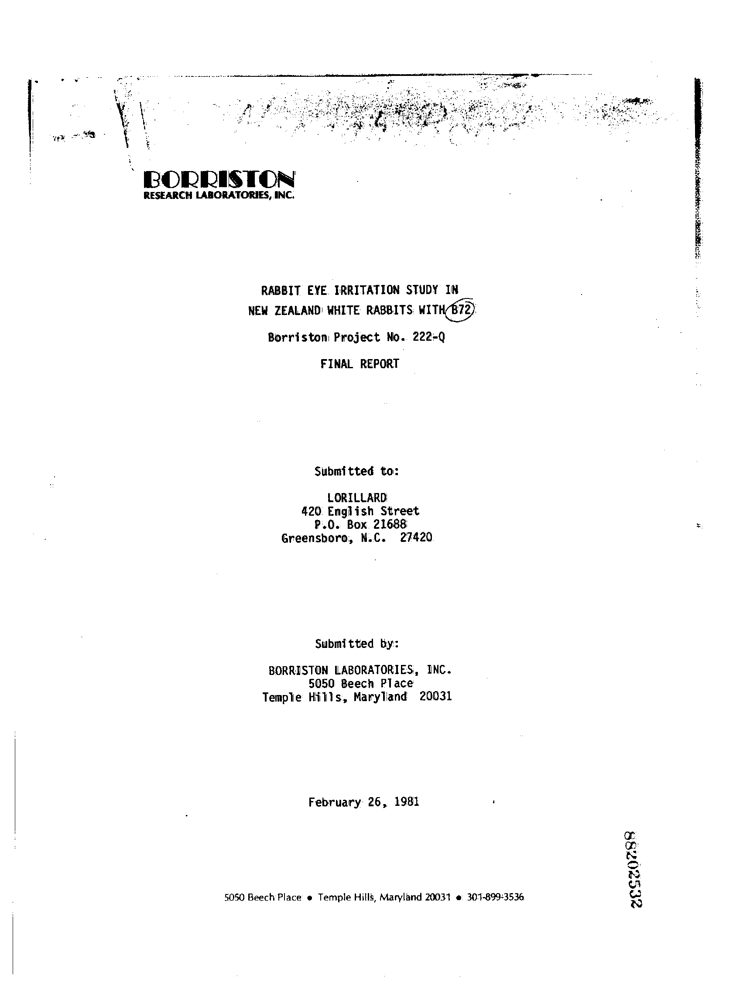 BORRISTON
RESEARCH LABORATORIES, INC.
RABBIT EYE IRRITATION STUDY IN
NEW ZEALAND WHITE RABBITS WITH B72
Borriston Project No. 222-Q
FINAL REPORT
Submitted to:
LORILLARD
420 English Street
P.O. Box 21688
Greensboro, N.C. 27420
Submitted by:
BORRISTON LABORATORIES, INC.
5050 Beech Place
Temple Hills, Maryland 20031
February 26, 1981
5050 Beech Place • Temple Hills, Maryland 20031 • 301-899-3536
88202532